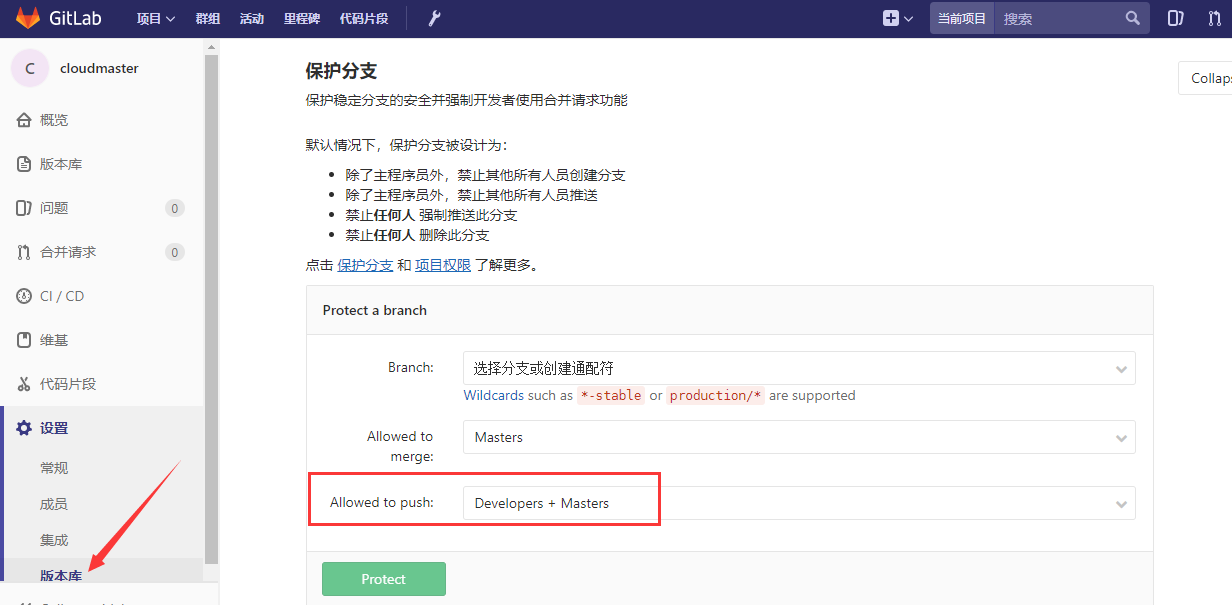 GitLab 项目 群组 活动 里程碑 代码片段 当前项目 搜索
C cloudmaster
概览
版本库
问题 0
合并请求 0
CI / CD
维基
代码片段
设置
常规
成员
集成
版本库
保护分支
Collap
保护稳定分支的安全并强制开发者使用合并请求功能
默认情况下，保护分支被设计为:
• 除了主程序员外，禁止其他所有人员创建分支
• 除了主程序员外，禁止其他所有人员推送
• 禁止任何人 强制推送此分支
• 禁止任何人 删除此分支
点击 保护分支 和 项目权限 了解更多。
Protect a branch
Branch: 选择分支或创建通配符
Wildcards such as *-stable or production/* are supported
Allowed to
merge:
Masters
Allowed to push: Developers + Masters
Protect